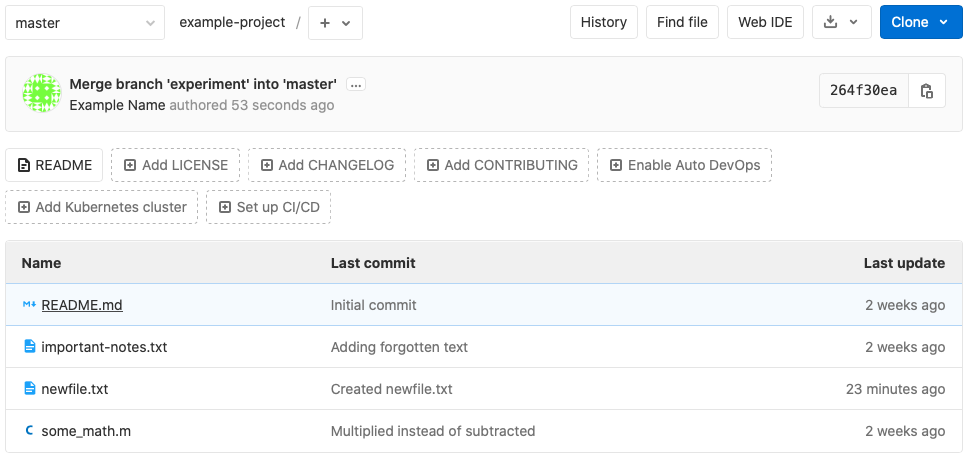 master example-project / + History Find file Web IDE Clone
Merge branch 'experiment' into 'master' ...
264f30ea
Example Name authored 53 seconds ago
README Add LICENSE Add CHANGELOG Add CONTRIBUTING Enable Auto DevOps
Add Kubernetes cluster Set up CI/CD
Name Last commit Last update
M↓ README.md Initial commit 2 weeks ago
important-notes.txt Adding forgotten text 2 weeks ago
newfile.txt Created newfile.txt 23 minutes ago
C some_math.m Multiplied instead of subtracted 2 weeks ago